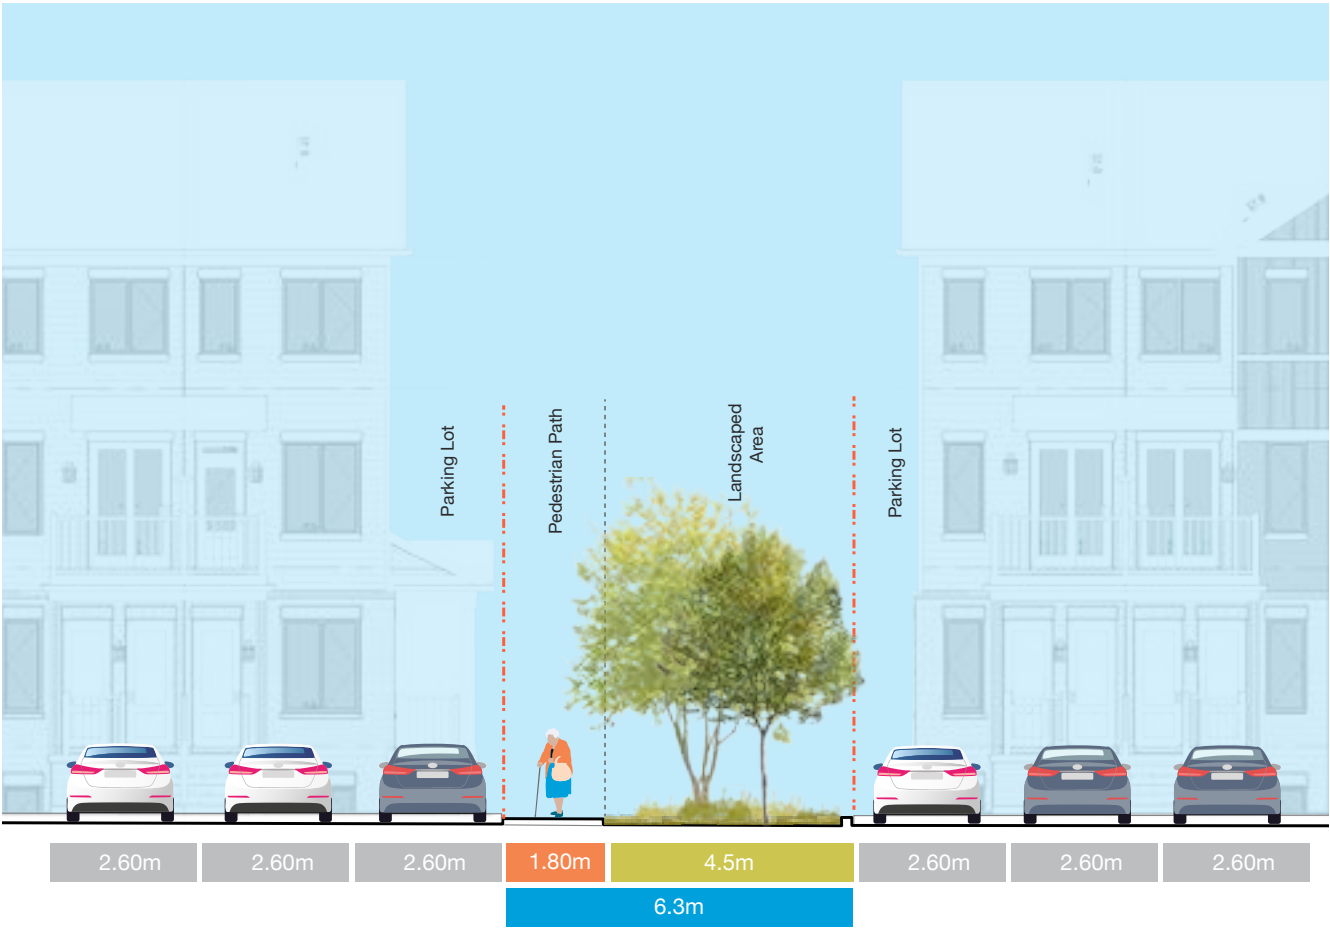 Parking Lot
Pedestrian Path
Landscaped
Area
Parking Lot
2.60m
2.60m
2.60m
1.80m
4.5m
2.60m
2.60m
2.60m
6.3m